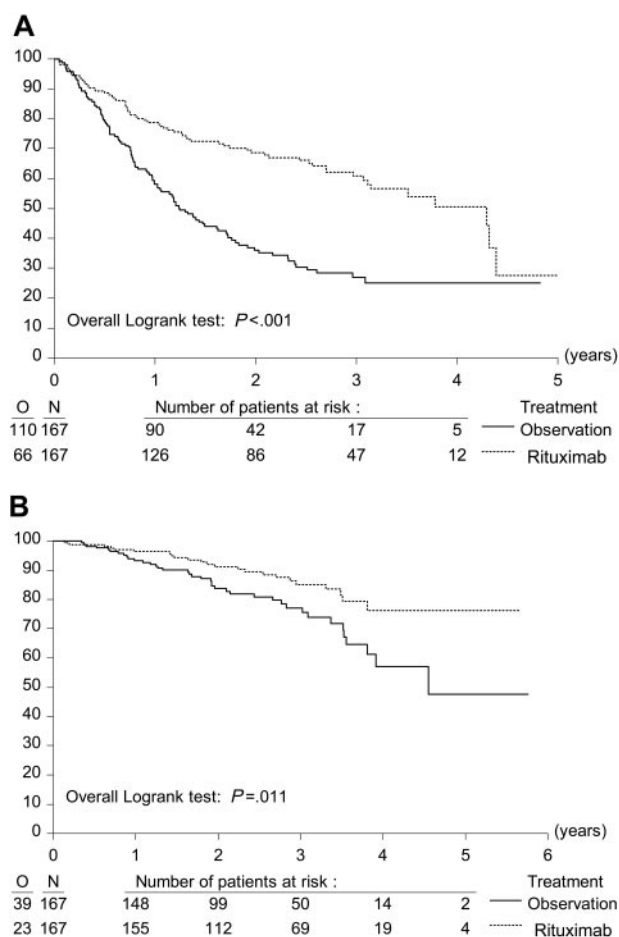 A
100
90
80
70
60
50
40
30
20
10
0
Overall Logrank test: P<.001
(years)
0 1 2 3 4 5
O N Number of patients at risk : Treatment
110 167 90 42 17 5 Observation
66 167 126 86 47 12 Rituximab
B
100
90
80
70
60
50
40
30
20
10
0
Overall Logrank test: P=.011
(years)
0 1 2 3 4 5 6
O N Number of patients at risk : Treatment
39 167 148 99 50 14 2 Observation
23 167 155 112 69 19 4 Rituximab